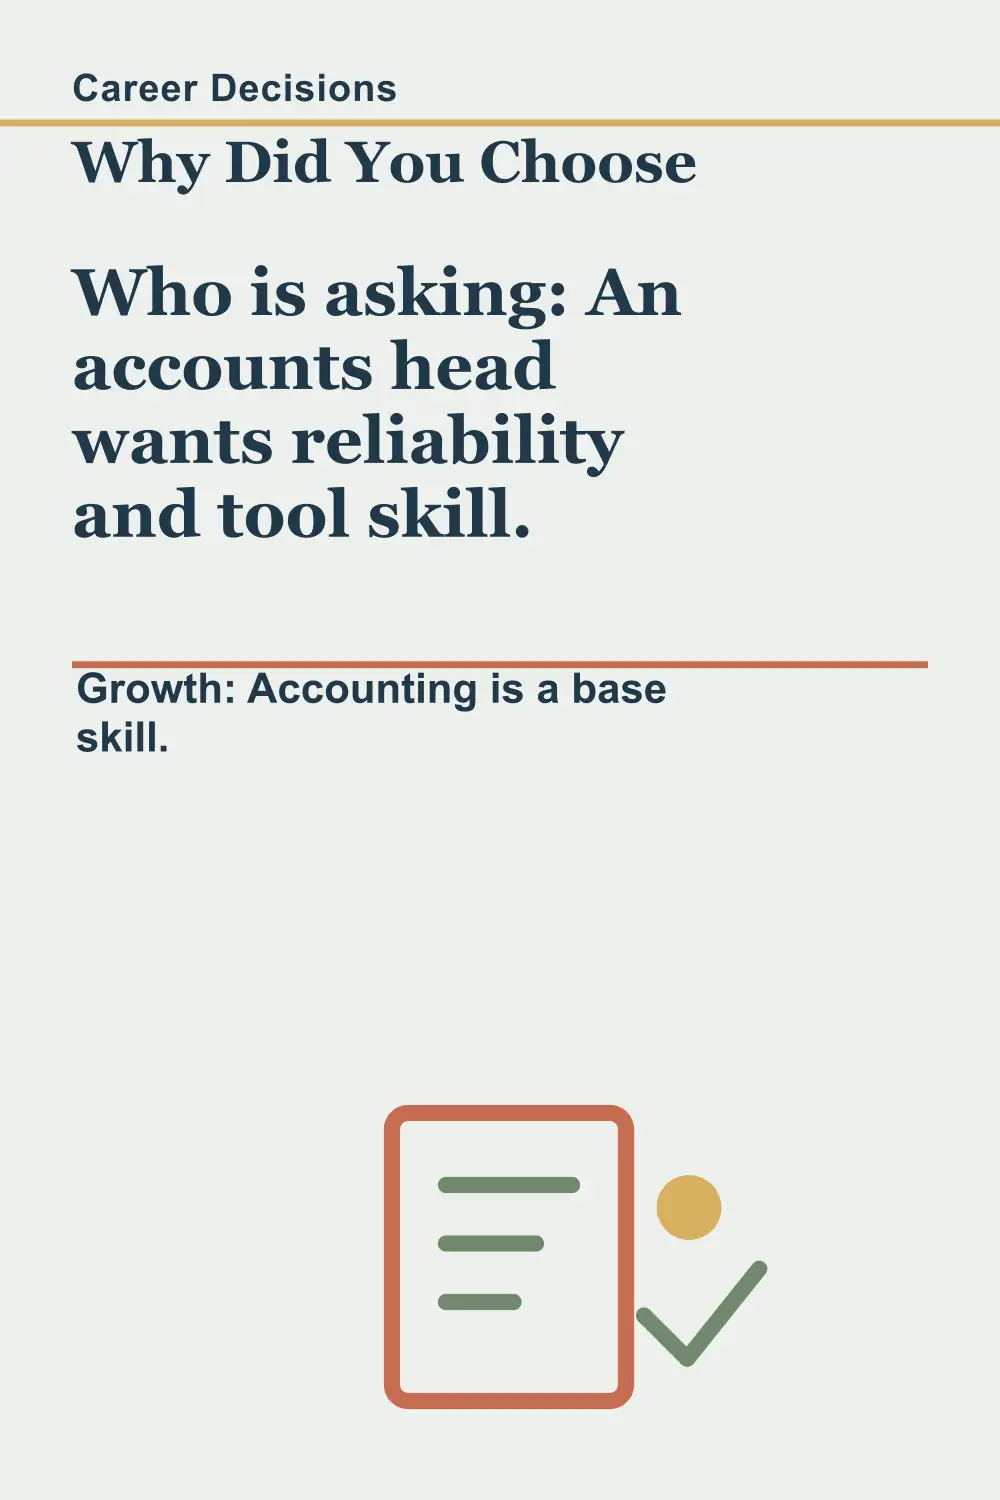 Career Decisions
Why Did You Choose
Who is asking: An
accounts head
wants reliability
and tool skill.
Growth: Accounting is a base
skill.